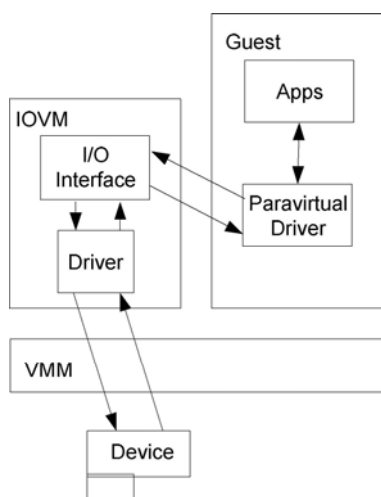 Guest
Apps
IOVM
I/O
Interface
Paravirtual
Driver
Driver
VMM
Device